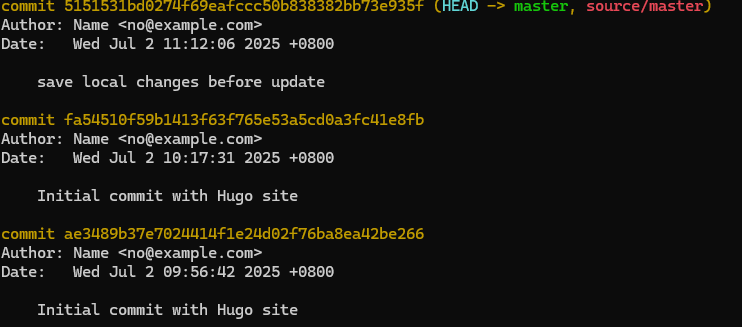 commit 5151531bd0274f69eafccc50b838382bb73e935f (HEAD -> master, source/master)
Author: Name <no@example.com>
Date:   Wed Jul 2 11:12:06 2025 +0800
    save local changes before update
commit fa54510f59b1413f63f765e53a5cd0a3fc41e8fb
Author: Name <no@example.com>
Date:   Wed Jul 2 10:17:31 2025 +0800
    Initial commit with Hugo site
commit ae3489b37e7024414f1e24d02f76ba8ea42be266
Author: Name <no@example.com>
Date:   Wed Jul 2 09:56:42 2025 +0800
    Initial commit with Hugo site